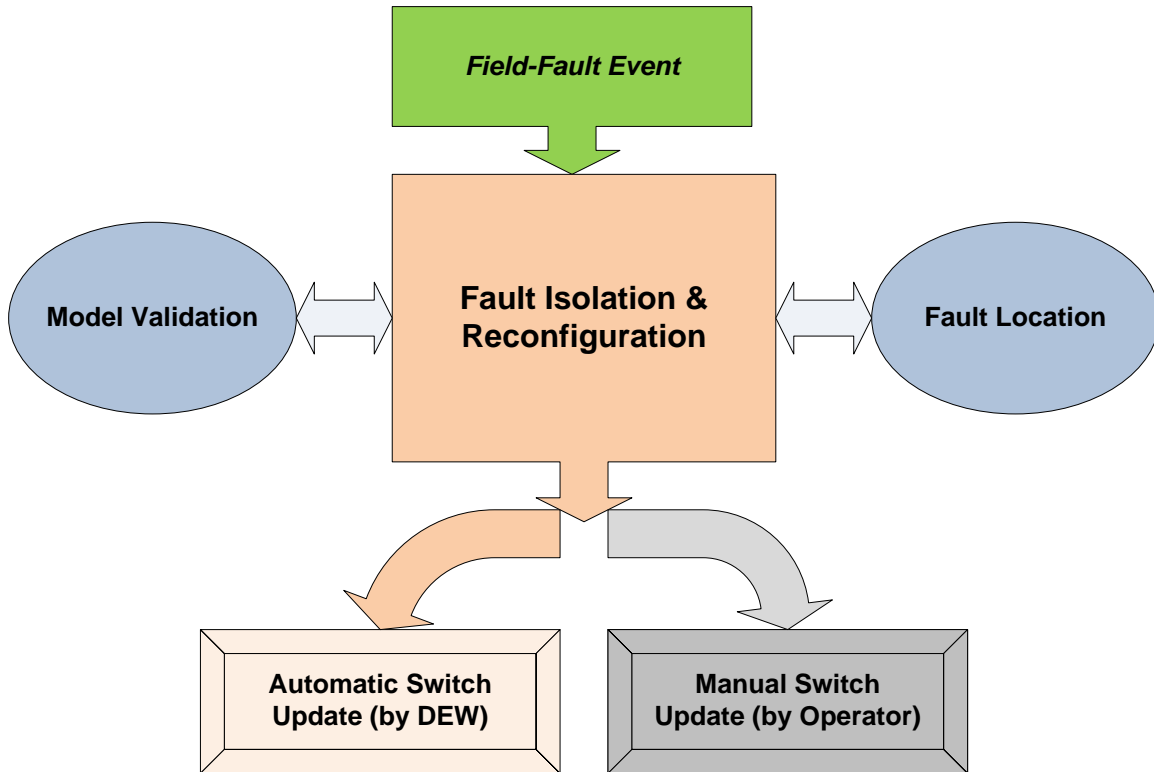 Field-Fault Event
Model Validation
Fault Isolation &
Reconfiguration
Fault Location
Automatic Switch
Update (by DEW)
Manual Switch
Update (by Operator)